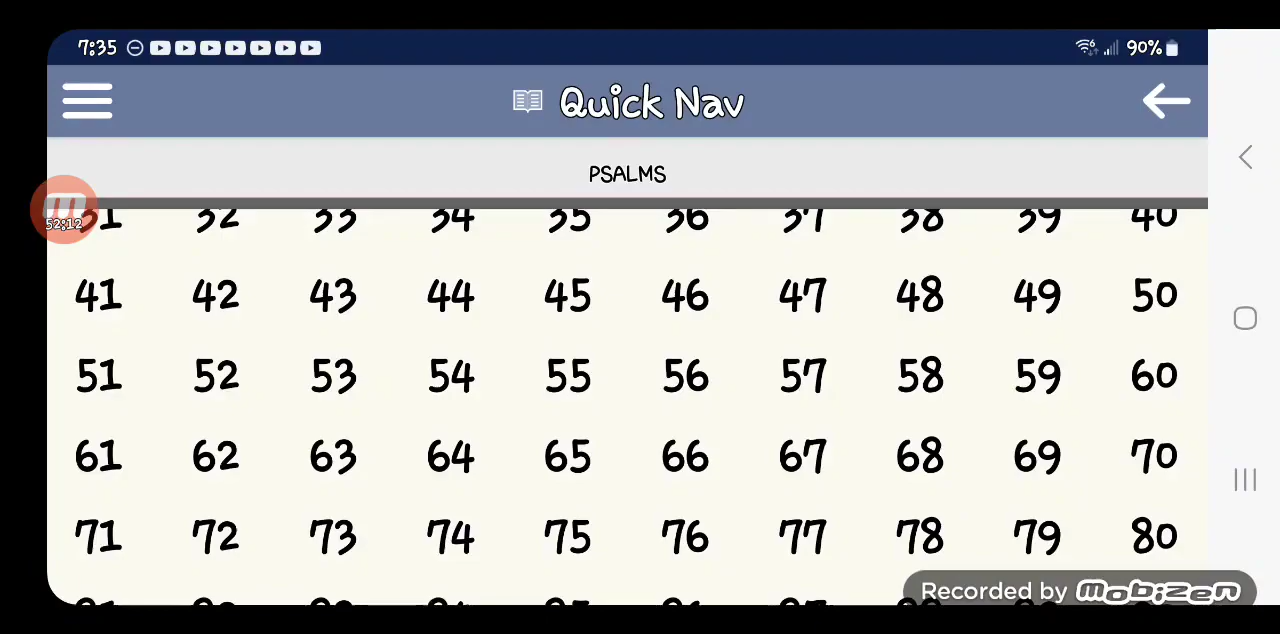 7:35 90%
Quick Nav
PSALMS
52:12
31 32 33 34 35 36 37 38 39 40
41 42 43 44 45 46 47 48 49 50
51 52 53 54 55 56 57 58 59 60
61 62 63 64 65 66 67 68 69 70
71 72 73 74 75 76 77 78 79 80
Recorded by mobizen